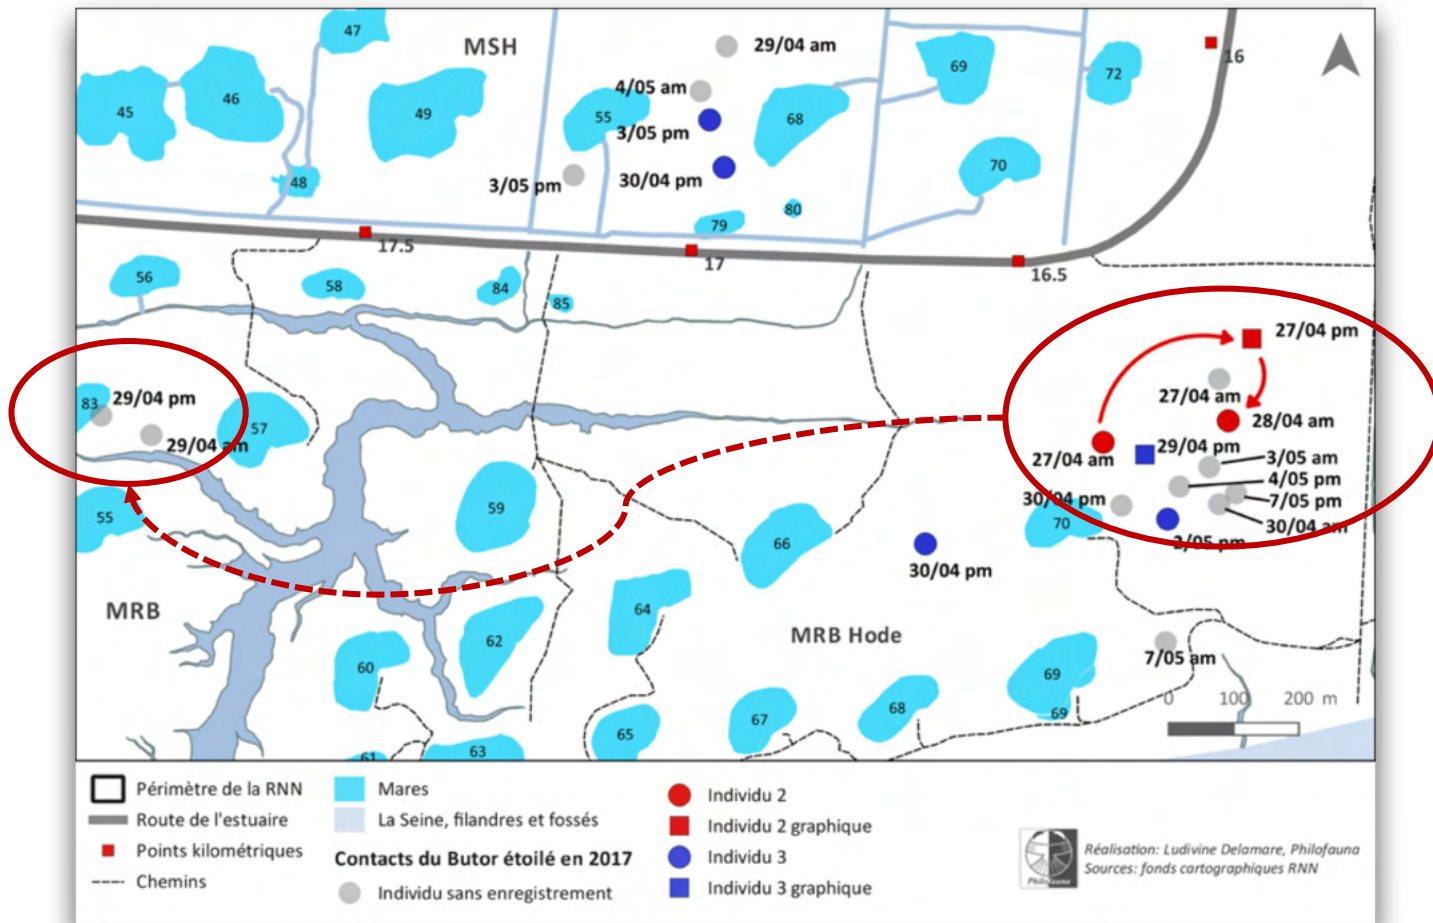 47
MSH
29/04 am
16
69
72
46
4/05 am
45
49
55
68
3/05 pm
70
48
3/05 pm
30/04 pm
80
79
17.5
17
16.5
56
58
84
85
27/04 pm
27/04 am
83
29/04 pm
57
29/04 am
28/04 am
27/04 am
29/04 pm
3/05 am
4/05 pm
7/05 pm
30/04 pm
30/04 am
55
59
70
2/05 pm
66
30/04 pm
MRB
64
MRB Hode
62
7/05 am
60
69
0 100 200 m
67
68
69
65
61
63
Périmètre de la RNN
Route de l'estuaire
Points kilométriques
Chemins
Mares
La Seine, filandres et fossés
Contacts du Butor étoilé en 2017
Individu sans enregistrement
Individu 2
Individu 2 graphique
Individu 3
Individu 3 graphique
Philofauna
Réalisation: Ludivine Delamare, Philofauna
Sources: fonds cartographiques RNN